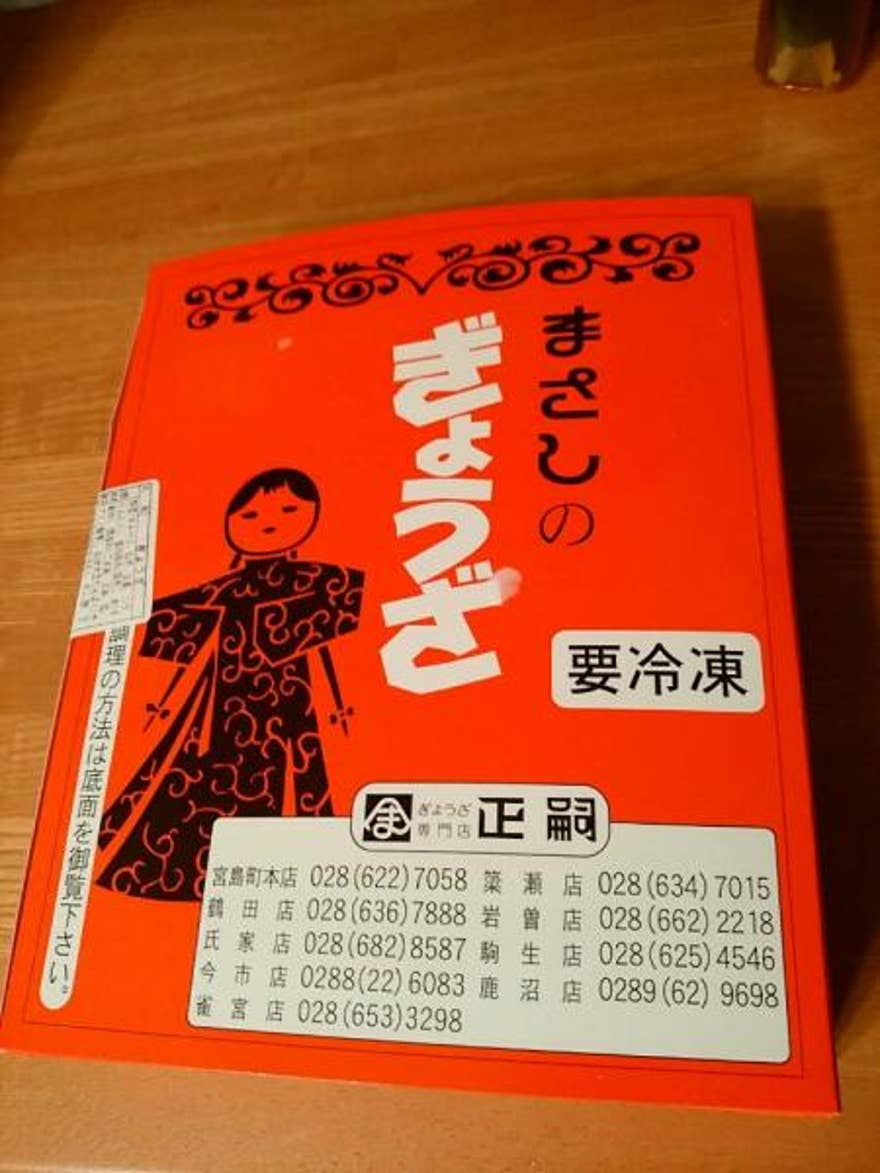 まさしの
ぎょうざ
要冷凍
調理の方法は底面を御覧下さい。
ま
ぎょうざ
専門店
正嗣
宮島町本店 028(622)7058
鶴田店 028(636)7888
氏家店 028(682)8587
今市店 0288(22)6083
雀宮店 028(653)3298
簗瀬店 028(634)7015
岩曽店 028(662)2218
駒生店 028(625)4546
鹿沼店 0289(62)9698